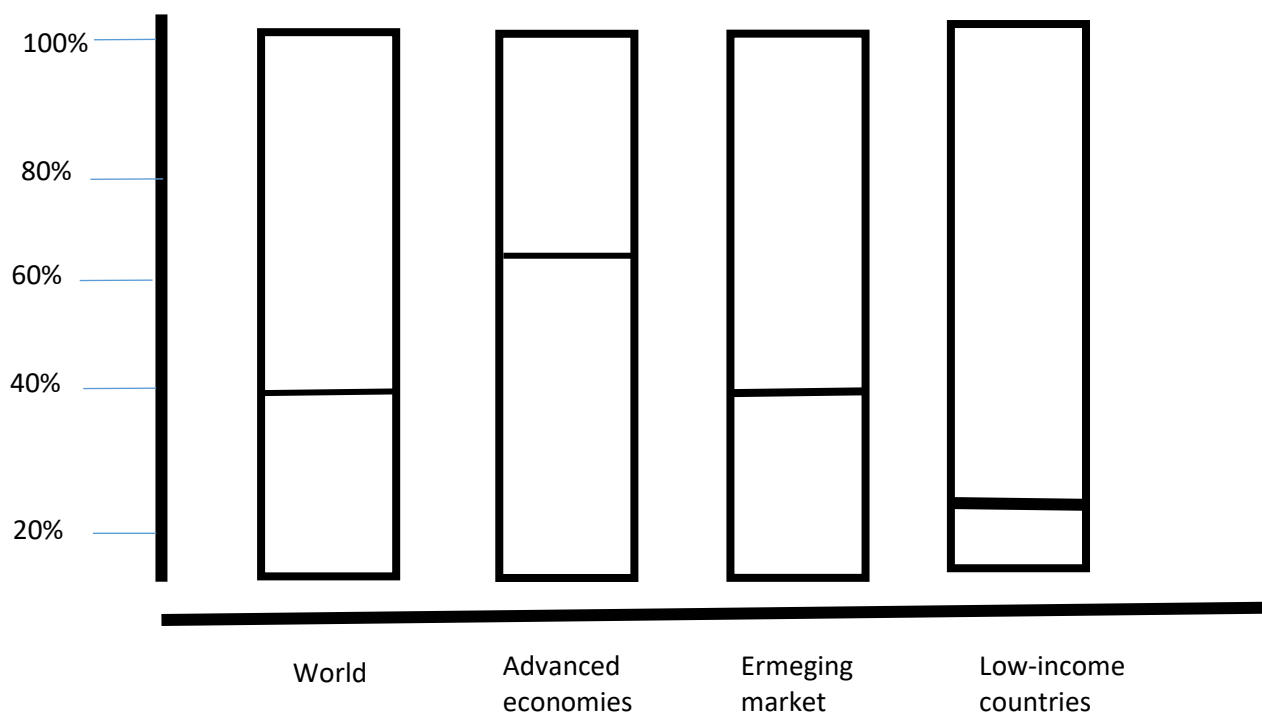 100%
80%
60%
40%
20%
World
Advanced
economies
Ermeging
market
Low-income
countries